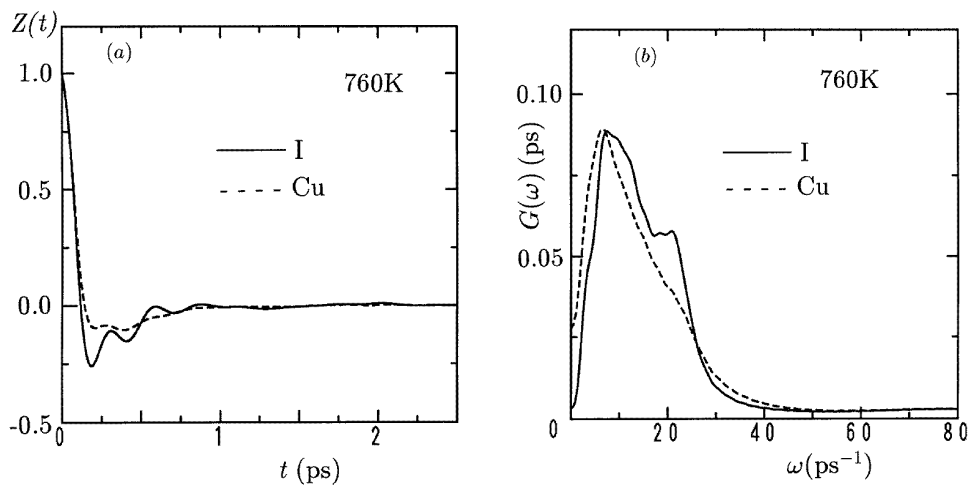 Z(t)
(a)
760K
1.0
0.5
0.0
-0.5
I
Cu
0
1
2
t (ps)
(b)
760K
0.10
0.05
0
G(ω) (ps)
I
Cu
20
40
60
80
ω(ps⁻¹)